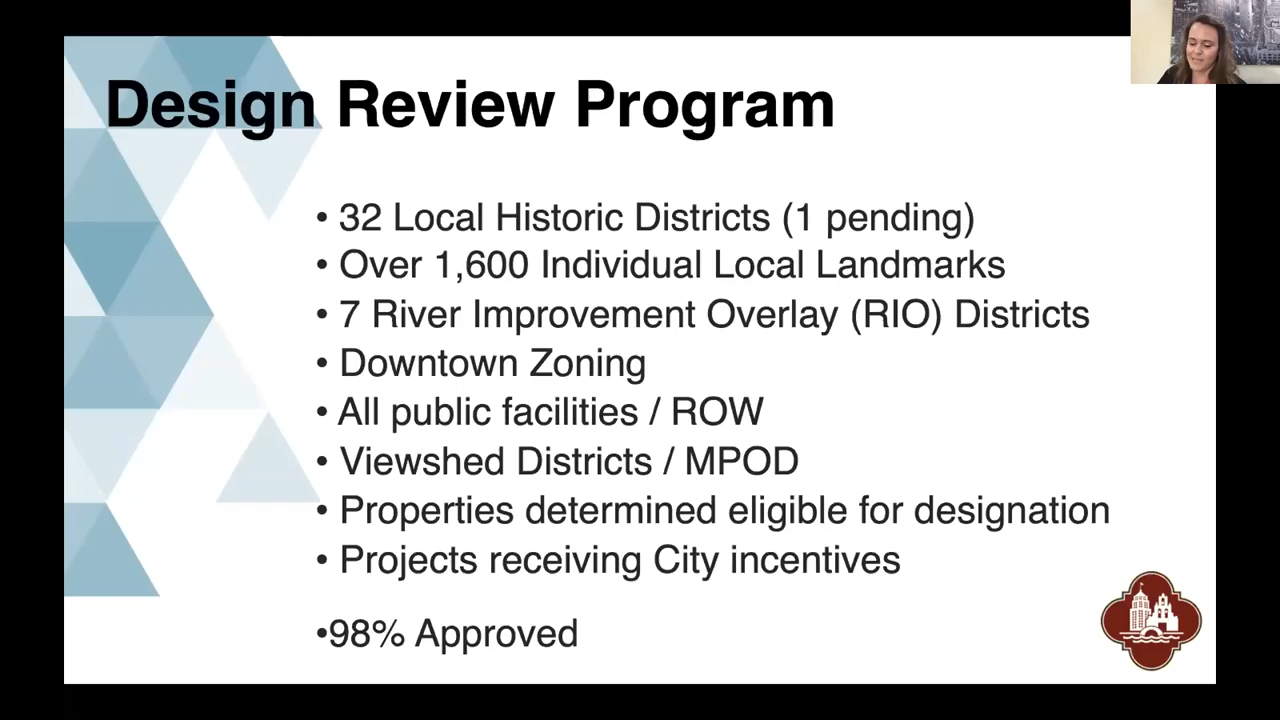 Design Review Program
• 32 Local Historic Districts (1 pending)
• Over 1,600 Individual Local Landmarks
• 7 River Improvement Overlay (RIO) Districts
• Downtown Zoning
• All public facilities / ROW
• Viewshed Districts / MPOD
• Properties determined eligible for designation
• Projects receiving City incentives
•98% Approved